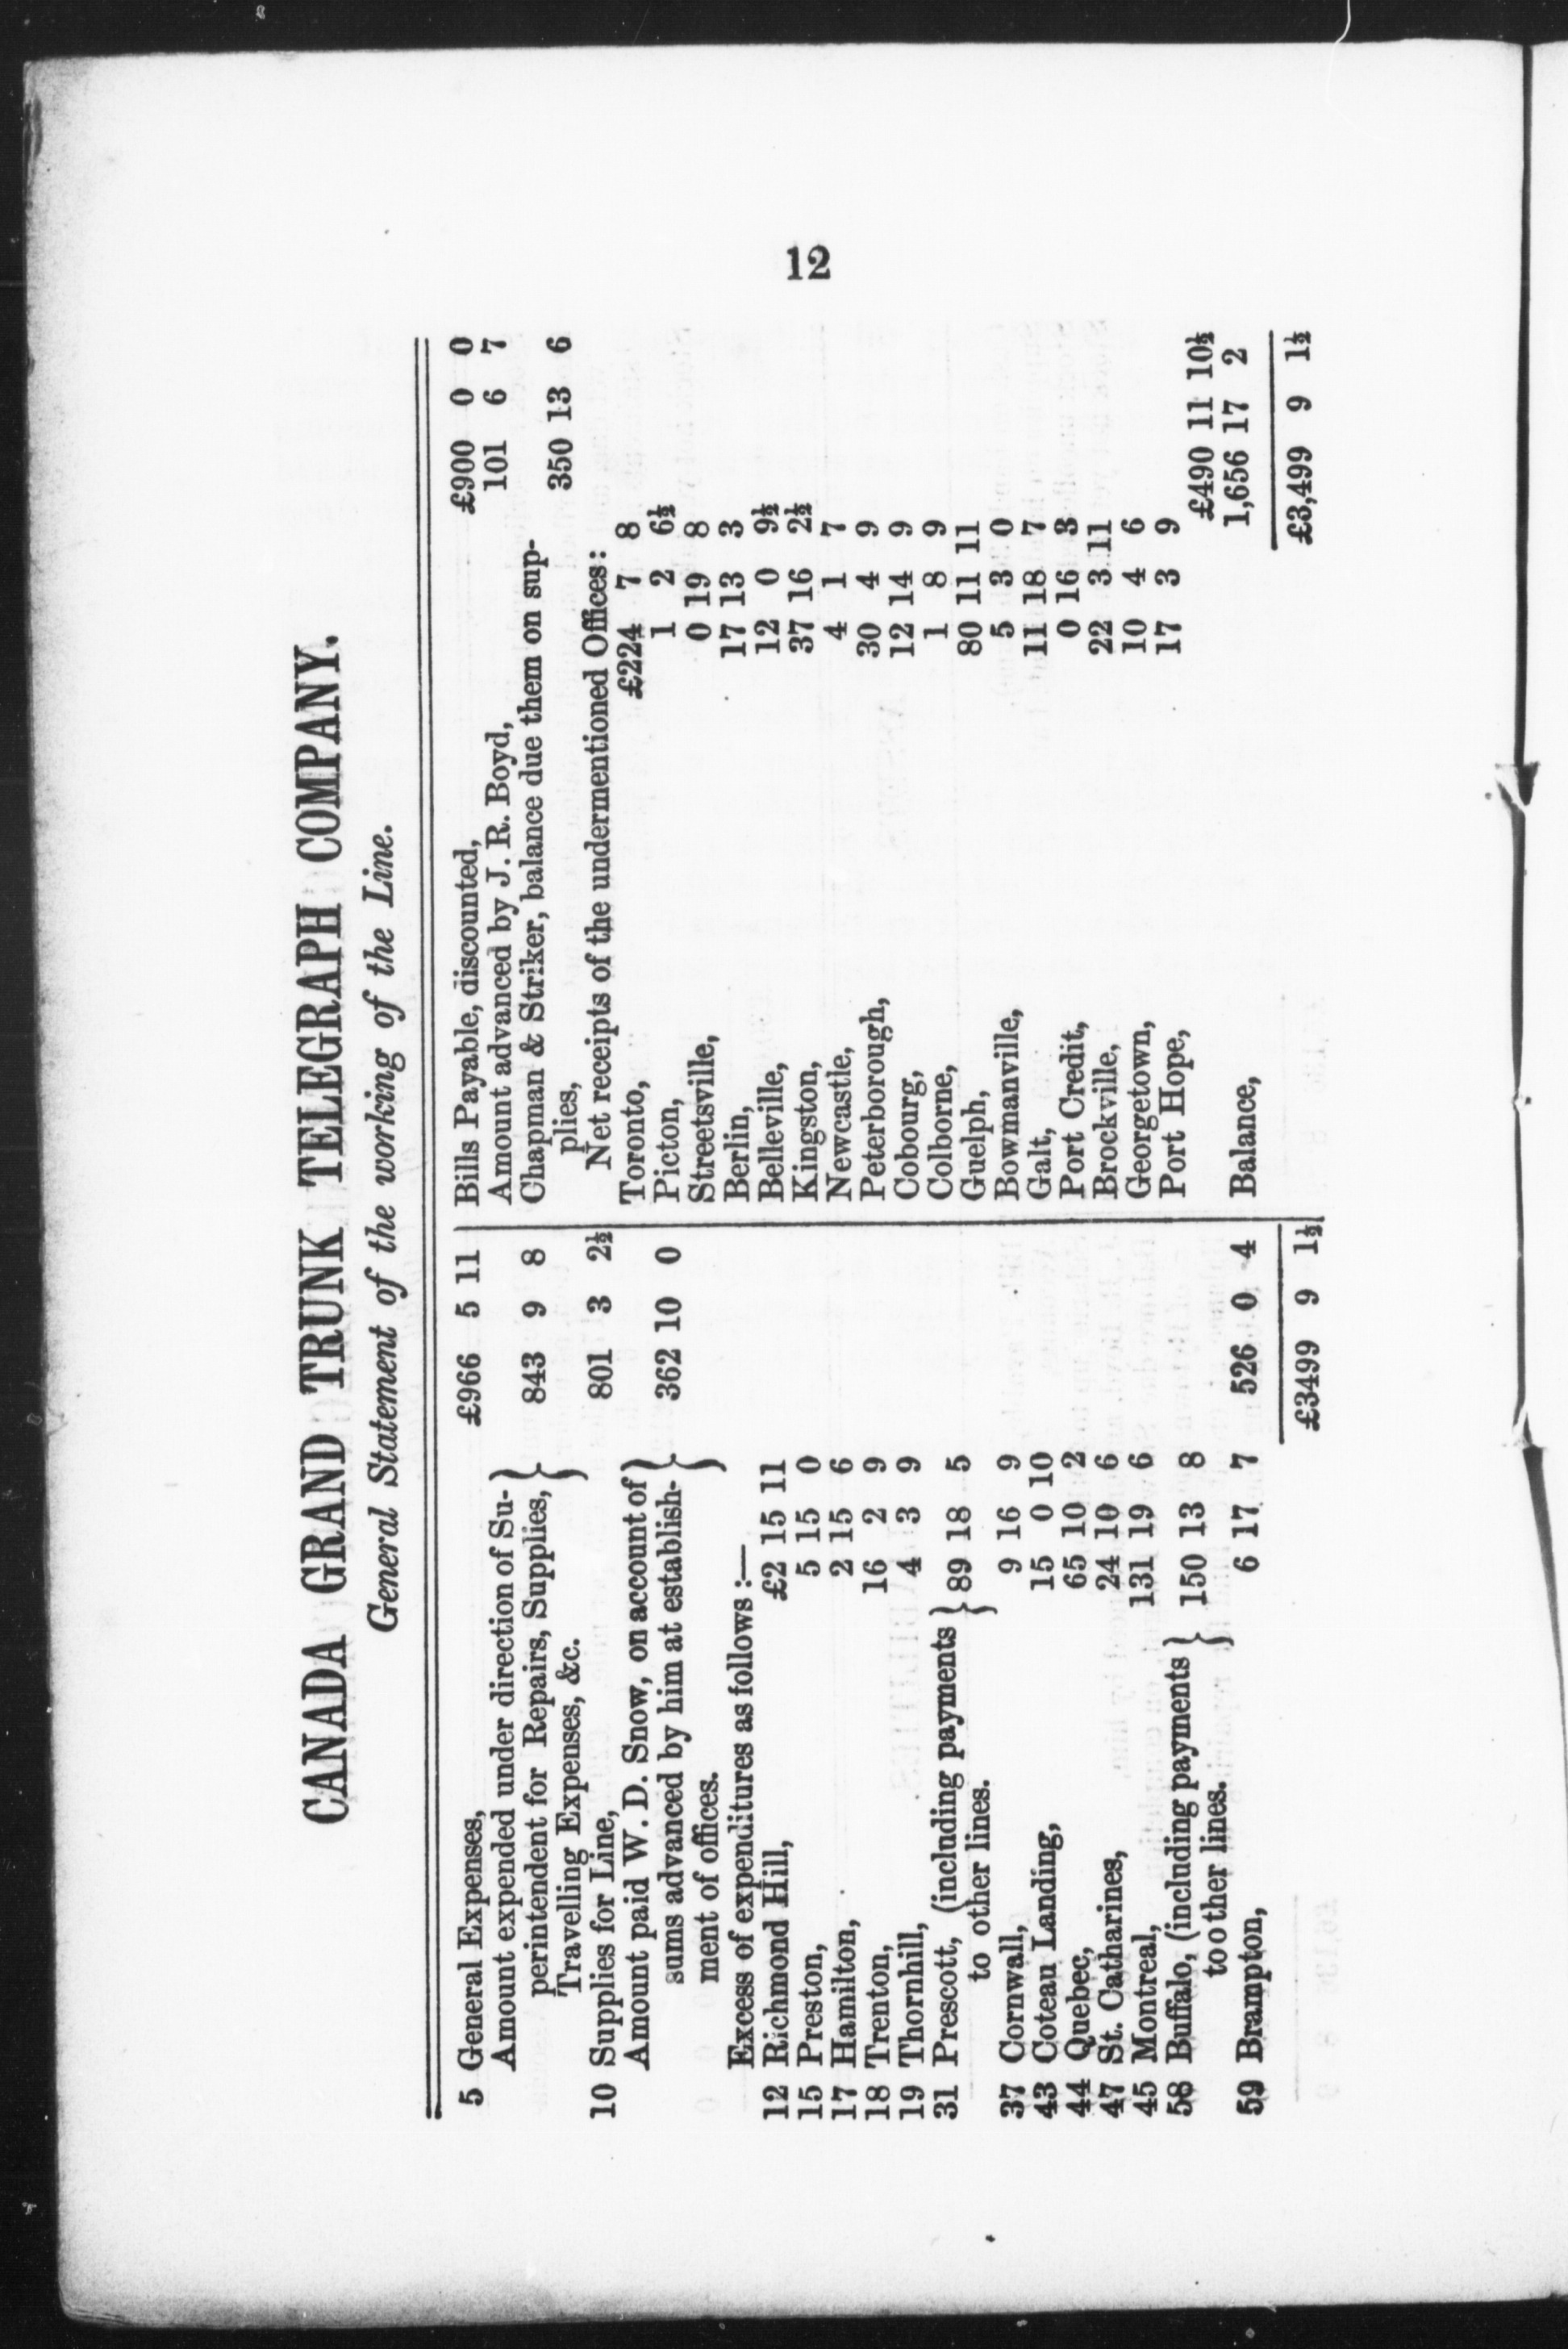 12
CANADA GRAND TRUNK TELEGRAPH COMPANY.
General Statement of the working of the Line.
5 General Expenses, £966 5 11
Amount expended under direction of Su-
perintendent for Repairs, Supplies, 843 9 8
Travelling Expenses, &c.
10 Supplies for Line, 801 3 2½
Amount paid W. D. Snow, on account of
sums advanced by him at establish- 362 10 0
ment of offices.
Excess of expenditures as follows :—
12 Richmond Hill, £2 15 11
15 Preston, 5 15 0
17 Hamilton, 2 15 6
18 Trenton, 16 2 9
19 Thornhill, 4 3 9
31 Prescott, (including payments 89 18 5
to other lines.
37 Cornwall, 9 16 9
43 Coteau Landing, 15 0 10
44 Quebec, 65 10 2
47 St. Catharines, 24 10 6
45 Montreal, 131 19 6
58 Buffalo, (including payments 150 13 8
too ther lines.
59 Brampton, 6 17 7 526 0 4
£3499 9 1½
Bills Payable, discounted, £900 0 0
Amount advanced by J. R. Boyd, 101 6 7
Chapman & Striker, balance due them on sup-
plies, 350 13 6
Net receipts of the undermentioned Offices :
Toronto, £224 7 8
Picton, 1 2 6½
Streetsville, 0 19 8
Berlin, 17 13 3
Belleville, 12 0 9½
Kingston, 37 16 2½
Newcastle, 4 1 7
Peterborough, 30 4 9
Cobourg, 12 14 9
Colborne, 1 8 9
Guelph, 80 11 11
Bowmanville, 5 3 0
Galt, 11 18 7
Port Credit, 0 16 3
Brockville, 22 3 11
Georgetown, 10 4 6
Port Hope, 17 3 9
£490 11 10½
Balance, 1,656 17 2
£3,499 9 1½